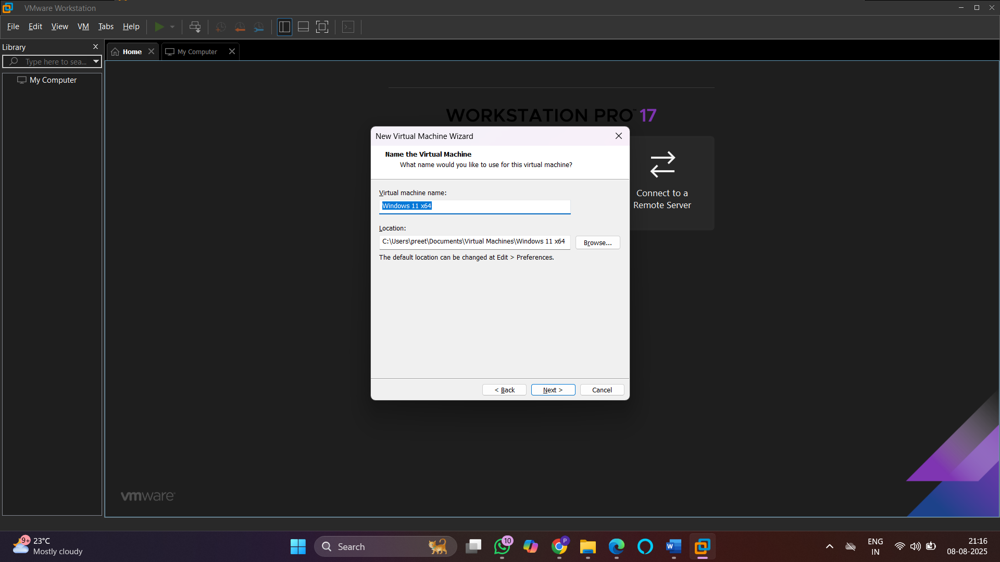 VMware Workstation
File Edit View VM Tabs Help
Library
Type here to sea...
My Computer
Home
My Computer
WORKSTATION PRO™ 17
Connect to a
Remote Server
New Virtual Machine Wizard
Name the Virtual Machine
What name would you like to use for this virtual machine?
Virtual machine name:
Windows 11 x64
Location:
C:\Users\preet\Documents\Virtual Machines\Windows 11 x64
Browse...
The default location can be changed at Edit > Preferences.
< Back Next > Cancel
vmware®
9+
23°C
Mostly cloudy
Search
10
P
W
ENG
IN
21:16
08-08-2025